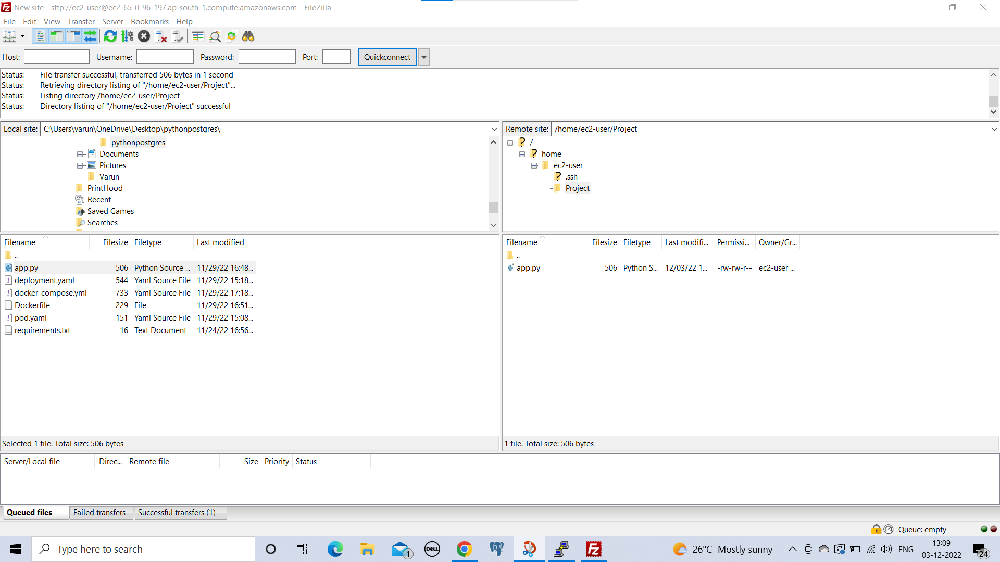 New site - sftp://ec2-user@ec2-65-0-96-197.ap-south-1.compute.amazonaws.com - FileZilla
File Edit View Transfer Server Bookmarks Help
Host: Username: Password: Port: Quickconnect
Status: File transfer successful, transferred 506 bytes in 1 second
Status: Retrieving directory listing of "/home/ec2-user/Project"...
Status: Listing directory /home/ec2-user/Project
Status: Directory listing of "/home/ec2-user/Project" successful
Local site: C:\Users\varun\OneDrive\Desktop\pythonpostgres\
pythonpostgres
Documents
Pictures
Varun
PrintHood
Recent
Saved Games
Searches
Remote site: /home/ec2-user/Project
/
home
ec2-user
.ssh
Project
Filename Filesize Filetype Last modified
..
app.py 506 Python Source ... 11/29/22 16:48...
deployment.yaml 544 Yaml Source File 11/29/22 15:18...
docker-compose.yml 733 Yaml Source File 11/29/22 17:18...
Dockerfile 229 File 11/29/22 16:51...
pod.yaml 151 Yaml Source File 11/29/22 15:08...
requirements.txt 16 Text Document 11/24/22 16:56...
Selected 1 file. Total size: 506 bytes
Filename Filesize Filetype Last modifi... Permissi... Owner/Gr...
..
app.py 506 Python S... 12/03/22 1... -rw-rw-r-- ec2-user ...
1 file. Total size: 506 bytes
Server/Local file Direc... Remote file Size Priority Status
Queued files Failed transfers Successful transfers (1)
Queue: empty
Type here to search
1
DELL
26°C Mostly sunny
ENG
13:09
03-12-2022
24